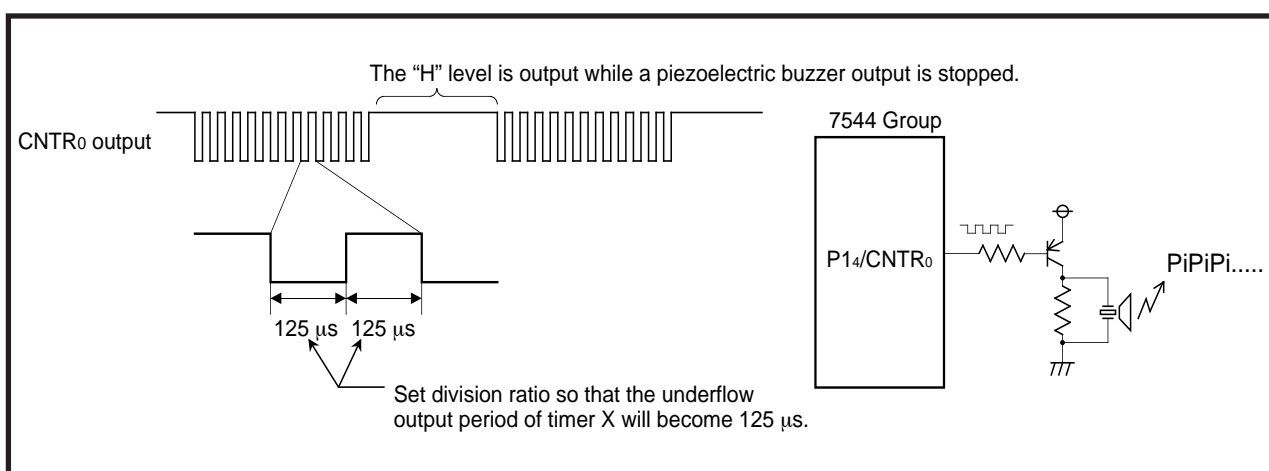 The “H” level is output while a piezoelectric buzzer output is stopped.
CNTR0 output
7544 Group
P14/CNTR0
PiPiPi.....
125 μs 125 μs
Set division ratio so that the underflow
output period of timer X will become 125 μs.